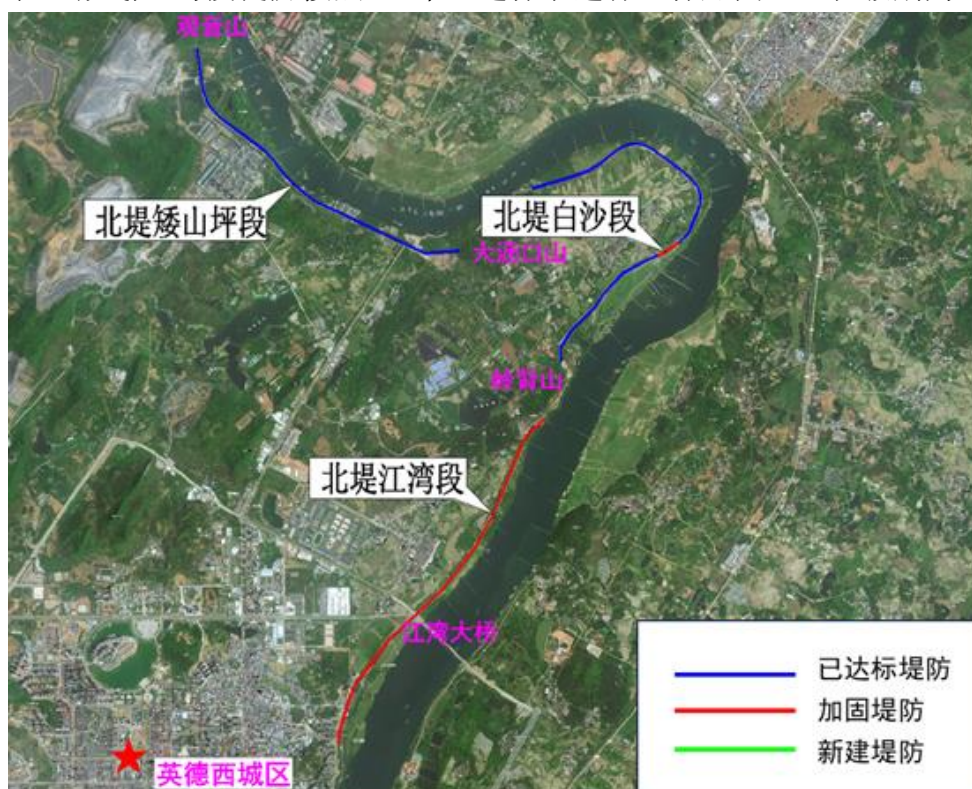 观音山
北堤矮山坪段
北堤白沙段
大迳口山
岭背山
北堤江湾段
江湾大桥
已达标堤防
加固堤防
新建堤防
英德西城区